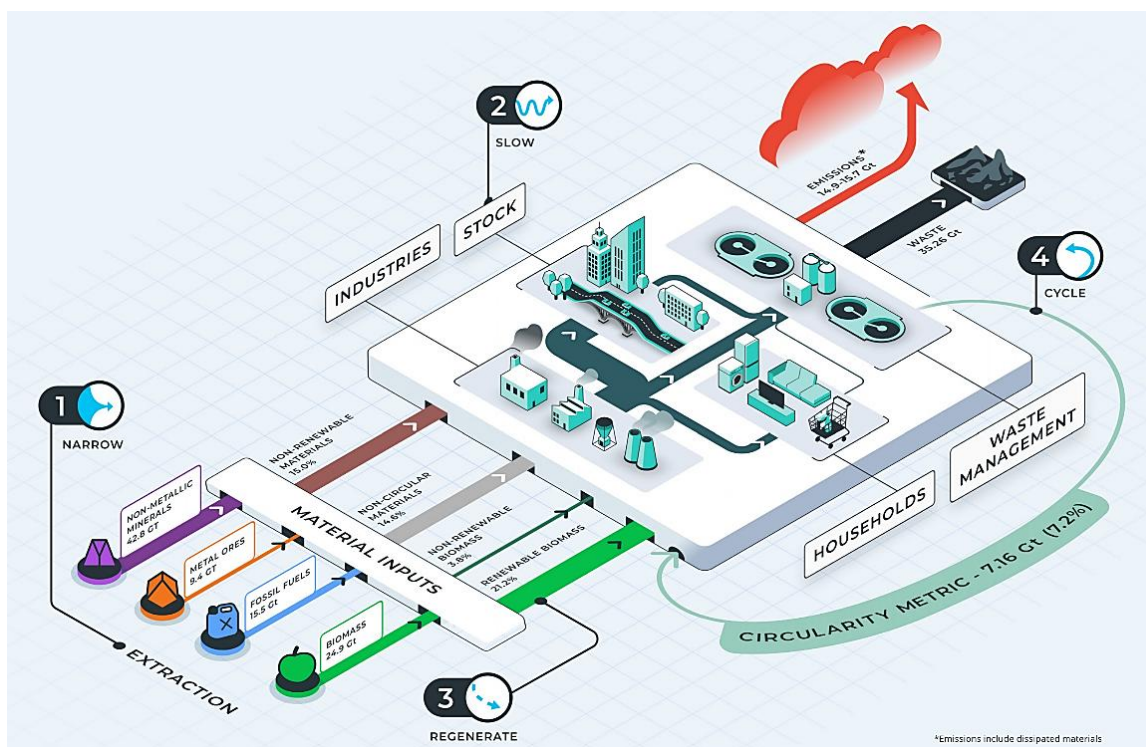 2
SLOW
STOCK
INDUSTRIES
EMISSIONS*
14.9-15.7 Gt
WASTE
35.26 Gt
4
CYCLE
1
NARROW
NON-RENEWABLE
MATERIALS
15.0%
NON-CIRCULAR
MATERIALS
14.6%
NON-RENEWABLE
BIOMASS
3.8%
RENEWABLE BIOMASS
21.2%
NON-METALLIC
MINERALS
42.8 GT
METAL ORES
9.4 GT
FOSSIL FUELS
15.5 Gt
BIOMASS
24.9 Gt
MATERIAL INPUTS
EXTRACTION
WASTE
MANAGEMENT
HOUSEHOLDS
CIRCULARITY METRIC - 7.16 Gt (7.2%)
3
REGENERATE
*Emissions include dissipated materials